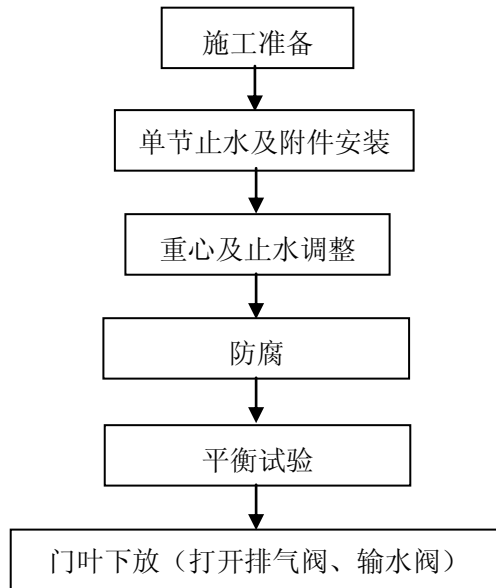 施工准备
单节止水及附件安装
重心及止水调整
防腐
平衡试验
门叶下放（打开排气阀、输水阀）